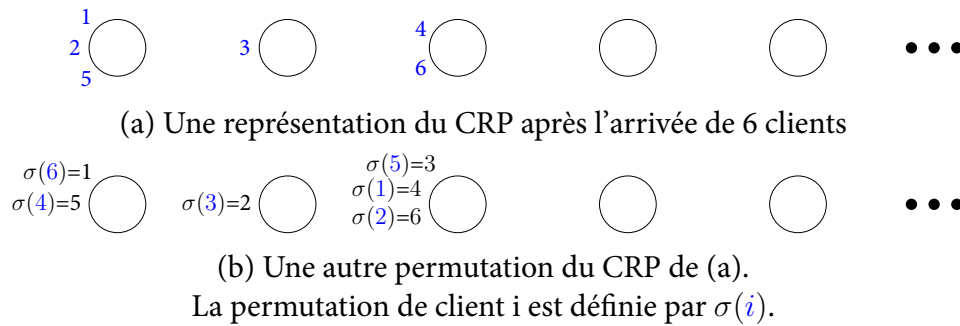 1
2
5
3
4
6
(a) Une représentation du CRP après l'arrivée de 6 clients
σ(6)=1
σ(4)=5
σ(3)=2
σ(5)=3
σ(1)=4
σ(2)=6
(b) Une autre permutation du CRP de (a).
La permutation de client i est définie par σ(i).